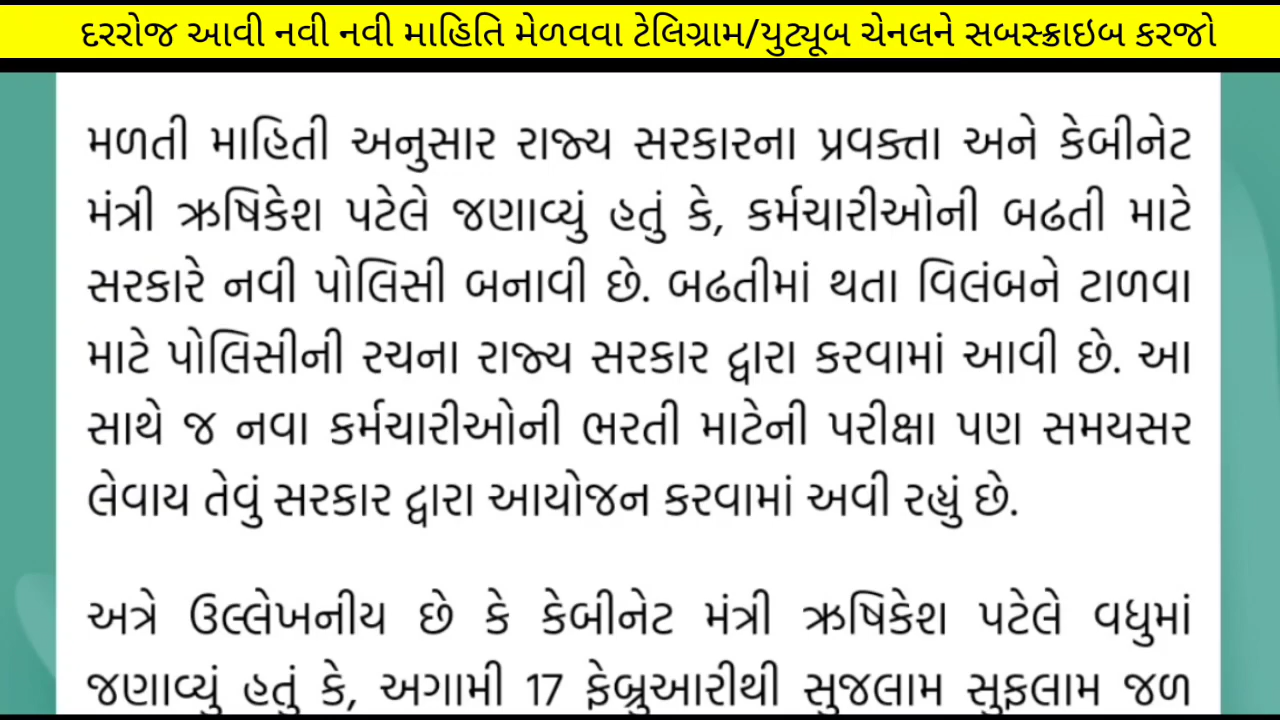 દરરોજ આવી નવી નવી માહિતિ મેળવવા ટેલિગ્રામ/યુટ્યૂબ ચેનલને સબસ્ક્રાઇબ કરજો
મળતી માહિતી અનુસાર રાજ્ય સરકારના પ્રવક્તા અને કેબીનેટ
મંત્રી ઋષિકેશ પટેલે જણાવ્યું હતું કે, કર્મચારીઓની બઢતી માટે
સરકારે નવી પોલિસી બનાવી છે. બઢતીમાં થતા વિલંબને ટાળવા
માટે પોલિસીની રચના રાજ્ય સરકાર દ્વારા કરવામાં આવી છે. આ
સાથે જ નવા કર્મચારીઓની ભરતી માટેની પરીક્ષા પણ સમયસર
લેવાય તેવું સરકાર દ્વારા આયોજન કરવામાં અવી રહ્યું છે.
અત્રે ઉલ્લેખનીય છે કે કેબીનેટ મંત્રી ઋષિકેશ પટેલે વધુમાં
જણાવ્યું હતું કે, અગામી 17 ફેબ્રુઆરીથી સુજલામ સુફલામ જળ